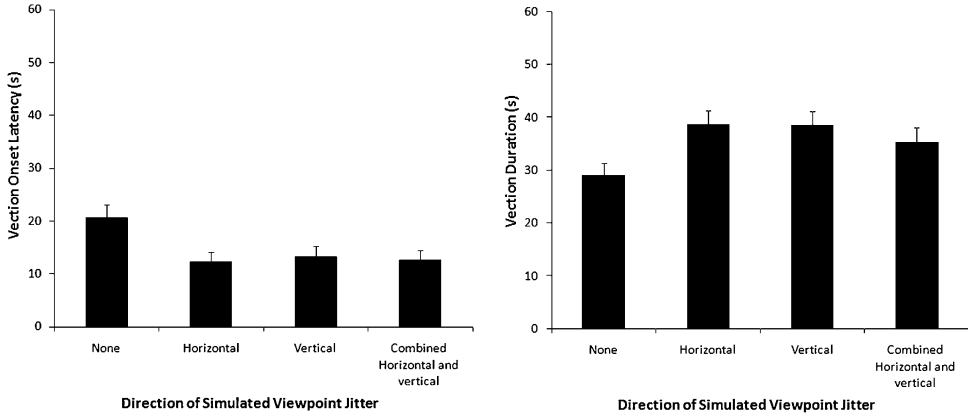 60
50
40
30
20
10
0
Vection Onset Latency (s)
None
Horizontal
Vertical
Combined
Horizontal and
vertical
Direction of Simulated Viewpoint Jitter
60
50
40
30
20
10
0
Vection Duration (s)
None
Horizontal
Vertical
Combined
Horizontal and
vertical
Direction of Simulated Viewpoint Jitter